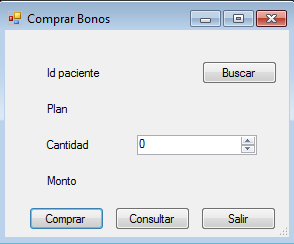 Comprar Bonos
Id paciente Buscar
Plan
Cantidad 0
Monto
Comprar Consultar Salir